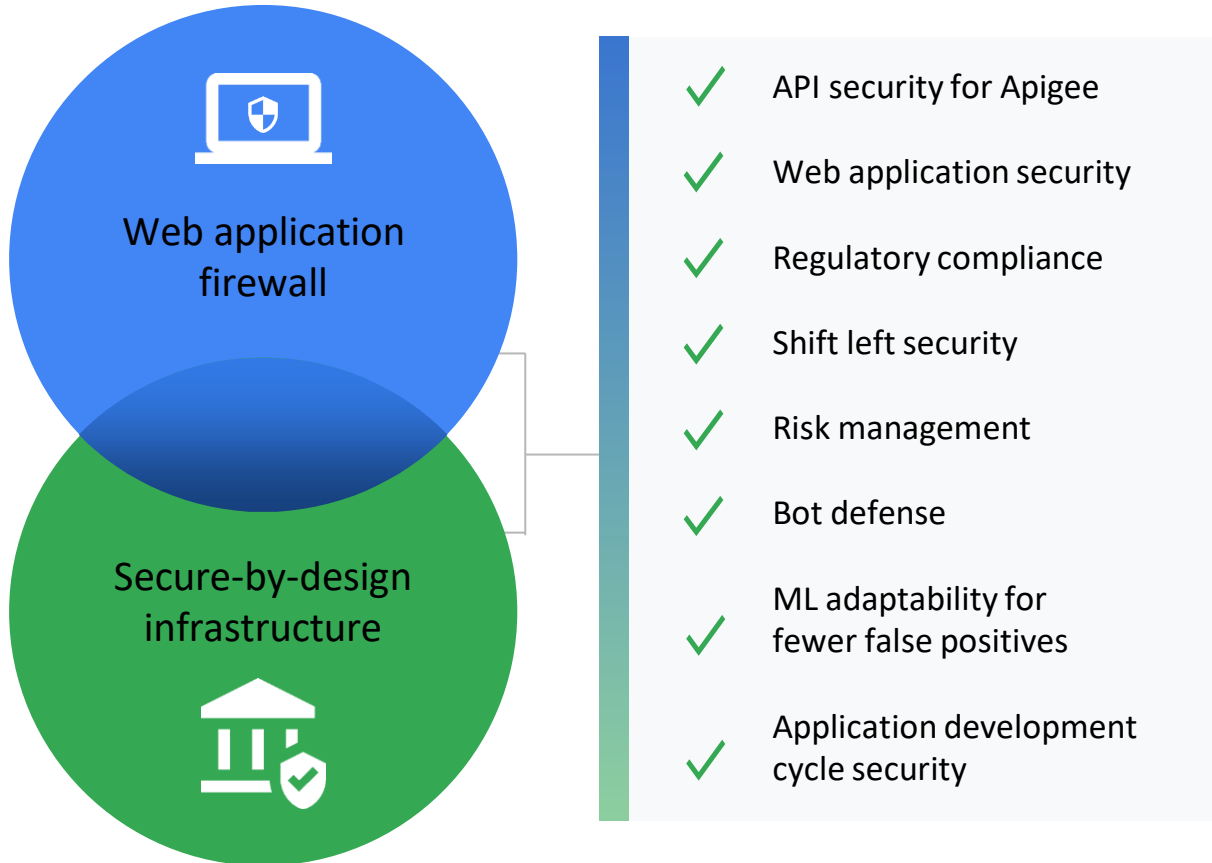 Web application
firewall
Secure-by-design
infrastructure
API security for Apigee
Web application security
Regulatory compliance
Shift left security
Risk management
Bot defense
ML adaptability for
fewer false positives
Application development
cycle security